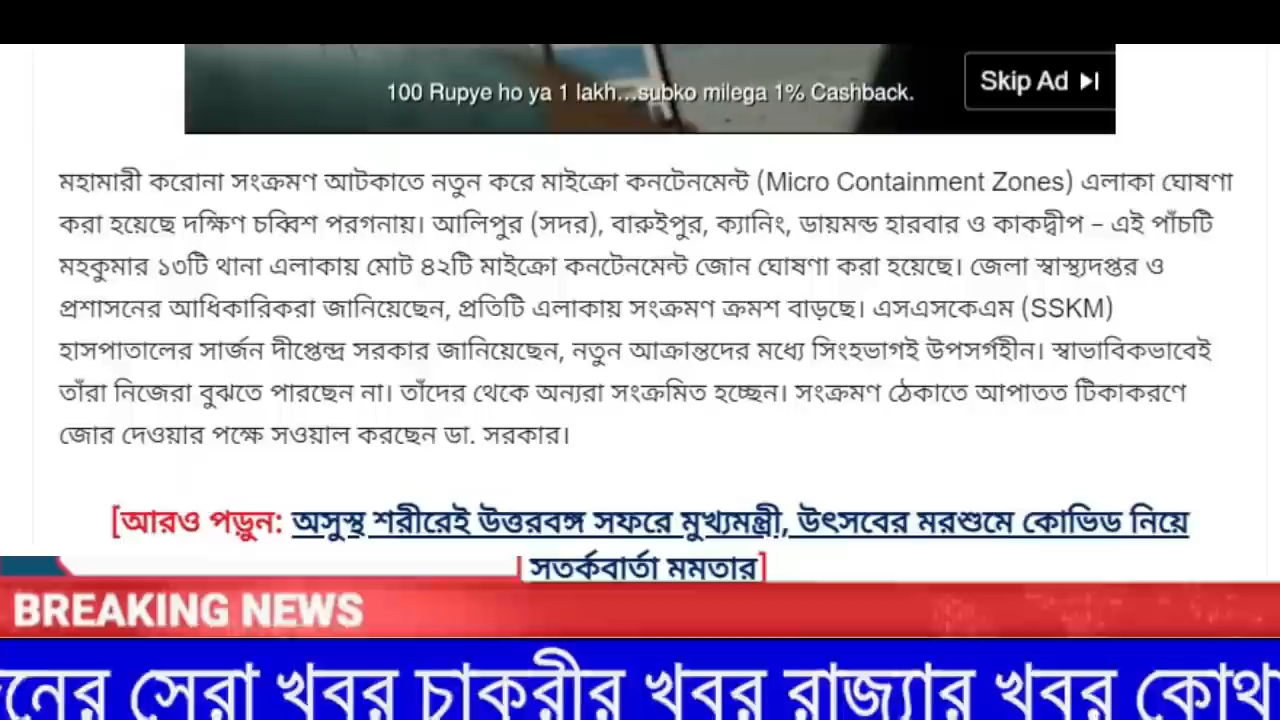 100 Rupye ho ya 1 lakh...subko milega 1% Cashback.
Skip Ad
মহামারী করোনা সংক্রমণ আটকাতে নতুন করে মাইক্রো কনটেনমেন্ট (Micro Containment Zones) এলাকা ঘোষণা
করা হয়েছে দক্ষিণ চব্বিশ পরগনায়। আলিপুর (সদর), বারুইপুর, ক্যানিং, ডায়মন্ড হারবার ও কাকদ্বীপ – এই পাঁচটি
মহকুমার ১৩টি থানা এলাকায় মোট ৪২টি মাইক্রো কনটেনমেন্ট জোন ঘোষণা করা হয়েছে। জেলা স্বাস্থ্যদপ্তর ও
প্রশাসনের আধিকারিকরা জানিয়েছেন, প্রতিটি এলাকায় সংক্রমণ ক্রমশ বাড়ছে। এসএসকেএম (SSKM)
হাসপাতালের সার্জন দীপ্তেন্দ্র সরকার জানিয়েছেন, নতুন আক্রান্তদের মধ্যে সিংহভাগই উপসর্গহীন। স্বাভাবিকভাবেই
তাঁরা নিজেরা বুঝতে পারছেন না। তাঁদের থেকে অন্যরা সংক্রমিত হচ্ছেন। সংক্রমণ ঠেকাতে আপাতত টিকাকরণে
জোর দেওয়ার পক্ষে সওয়াল করছেন ডা. সরকার।
[আরও পড়ুন: অসুস্থ শরীরেই উত্তরবঙ্গ সফরে মুখ্যমন্ত্রী, উৎসবের মরশুমে কোভিড নিয়ে
সতর্কবার্তা মমতার]
BREAKING NEWS
সেরা খবর চাকরীর খবর রাজ্যার খবর